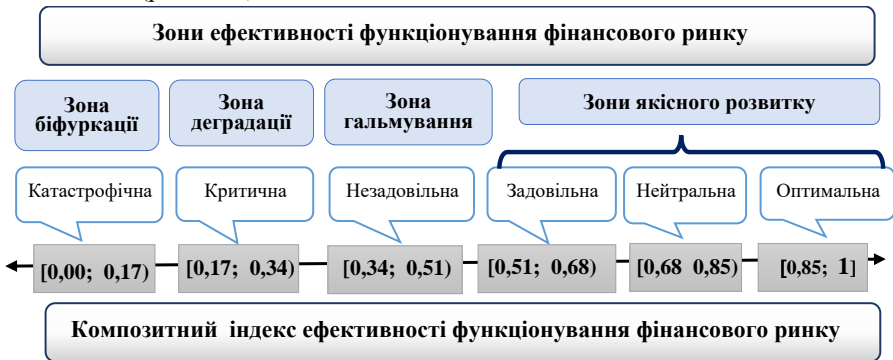 Зони ефективності функціонування фінансового ринку
Зона
біфуркації
Зона
деградації
Зона
гальмування
Зони якісного розвитку
Катастрофічна
Критична
Незадовільна
Задовільна
Нейтральна
Оптимальна
[0,00; 0,17)
[0,17; 0,34)
[0,34; 0,51)
[0,51; 0,68)
[0,68 0,85)
[0,85; 1]
Композитний індекс ефективності функціонування фінансового ринку